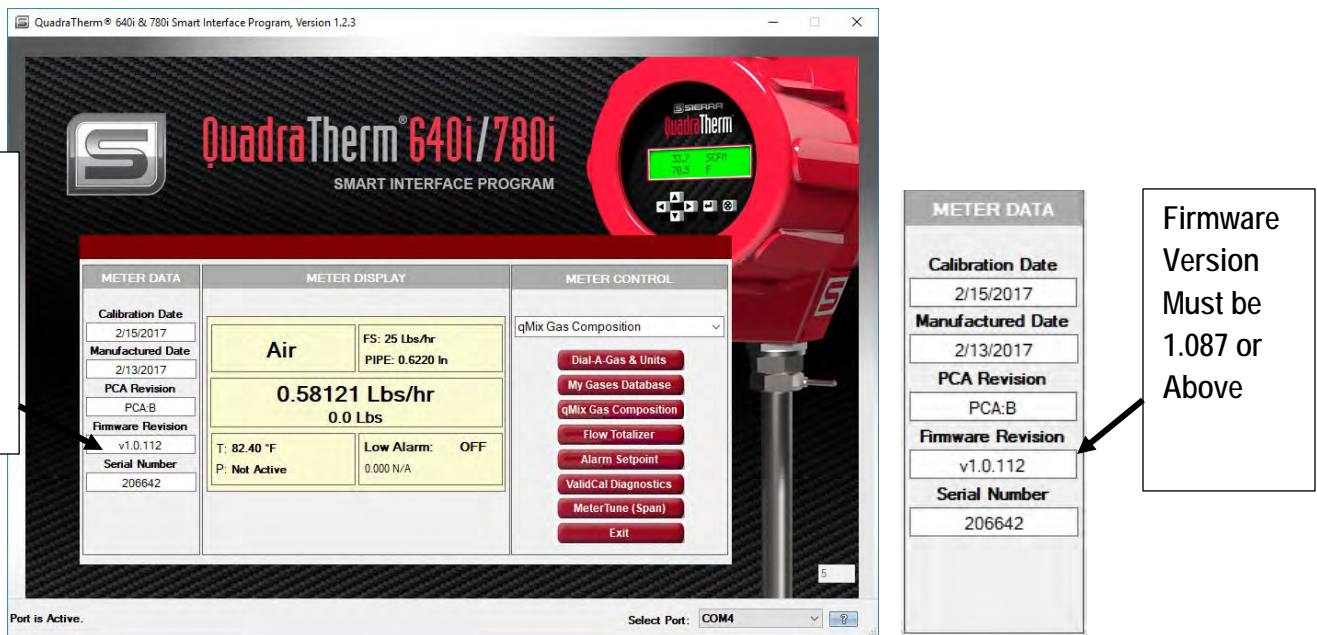 QuadraTherm® 640i & 780i Smart Interface Program, Version 1.2.3
S
QuadraTherm® 640i/780i
SMART INTERFACE PROGRAM
SIERRA
QuadraTherm
33.7 SCFM
70.5 F
METER DATA
Calibration Date
2/15/2017
Manufactured Date
2/13/2017
PCA Revision
PCA:B
Firmware Revision
v1.0.112
Serial Number
206642
METER DISPLAY
Air
FS: 25 Lbs/hr
PIPE: 0.6220 In
0.58121 Lbs/hr
0.0 Lbs
T: 82.40 °F
P: Not Active
Low Alarm: OFF
0.000 N/A
METER CONTROL
qMix Gas Composition
Dial-A-Gas & Units
My Gases Database
qMix Gas Composition
Flow Totalizer
Alarm Setpoint
ValidCal Diagnostics
MeterTune (Span)
Exit
5
Port is Active.
Select Port: COM4
?
METER DATA
Calibration Date
2/15/2017
Manufactured Date
2/13/2017
PCA Revision
PCA:B
Firmware Revision
v1.0.112
Serial Number
206642
Firmware
Version
Must be
1.087 or
Above